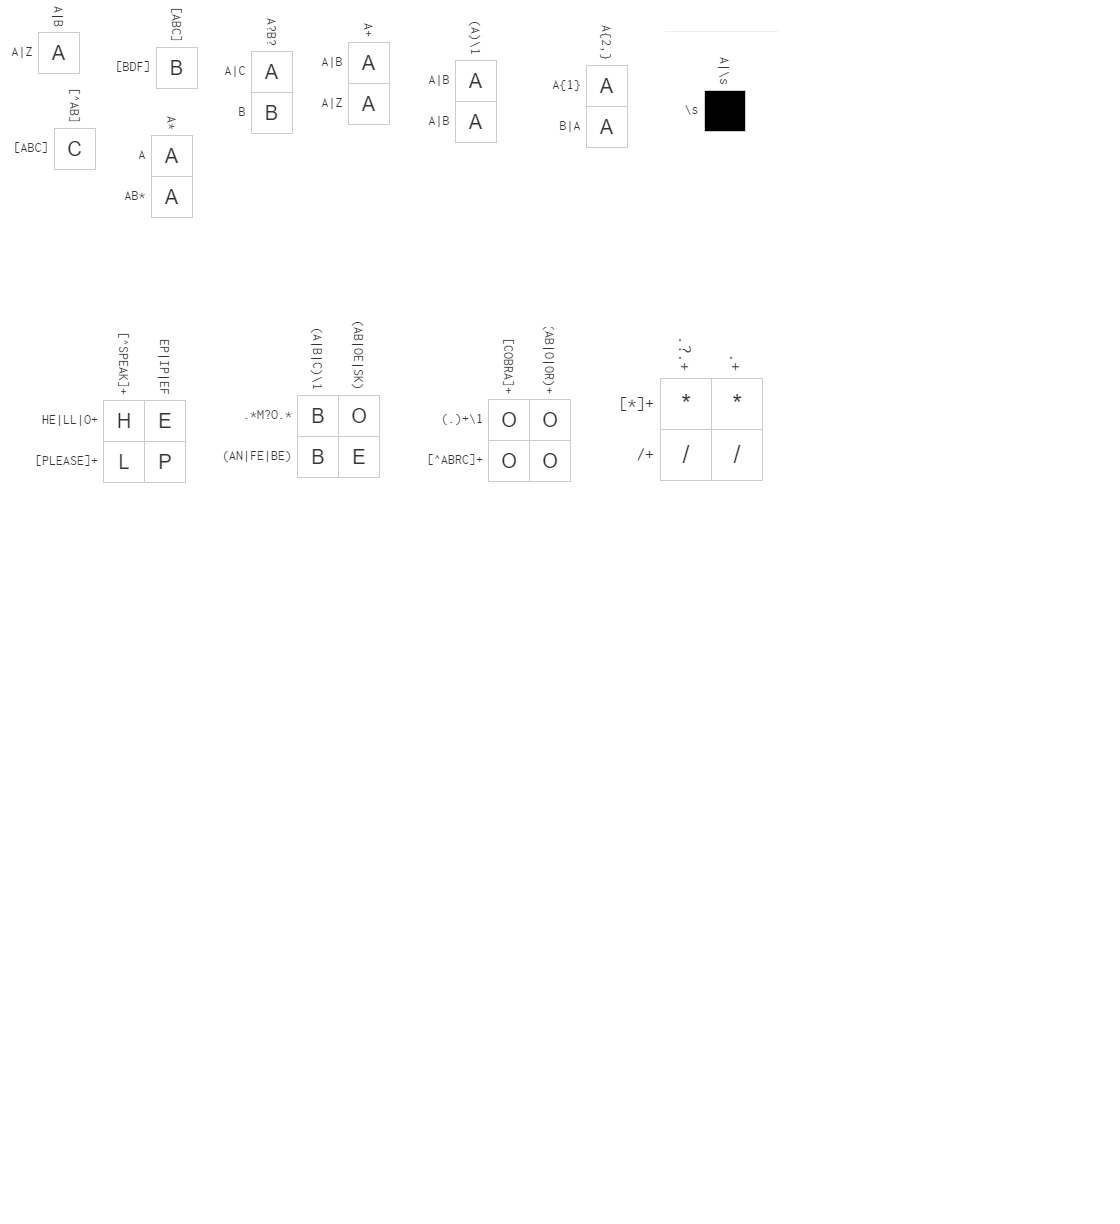 A|B
A|Z A
[ABC]
[BDF] B
A?B?
A|C A
B B
A+
A|B A
A|Z A
(A)\1
A|B A
A|B A
A{2,}
A{1} A
B|A A
A|\s
\s
[^AB]
[ABC] C
A*
A A
AB* A
[^SPEAK]+ EP|IP|EF
HE|LL|O+ H E
[PLEASE]+ L P
(A|B|C)\1 (AB|OE|SK)
.*M?O.* B O
(AN|FE|BE) B E
[COBRA]+ (AB|O|OR)+
(.)+\1 O O
[^ABRC]+ O O
.?.+ .+
[*]+ * *
/+ / /